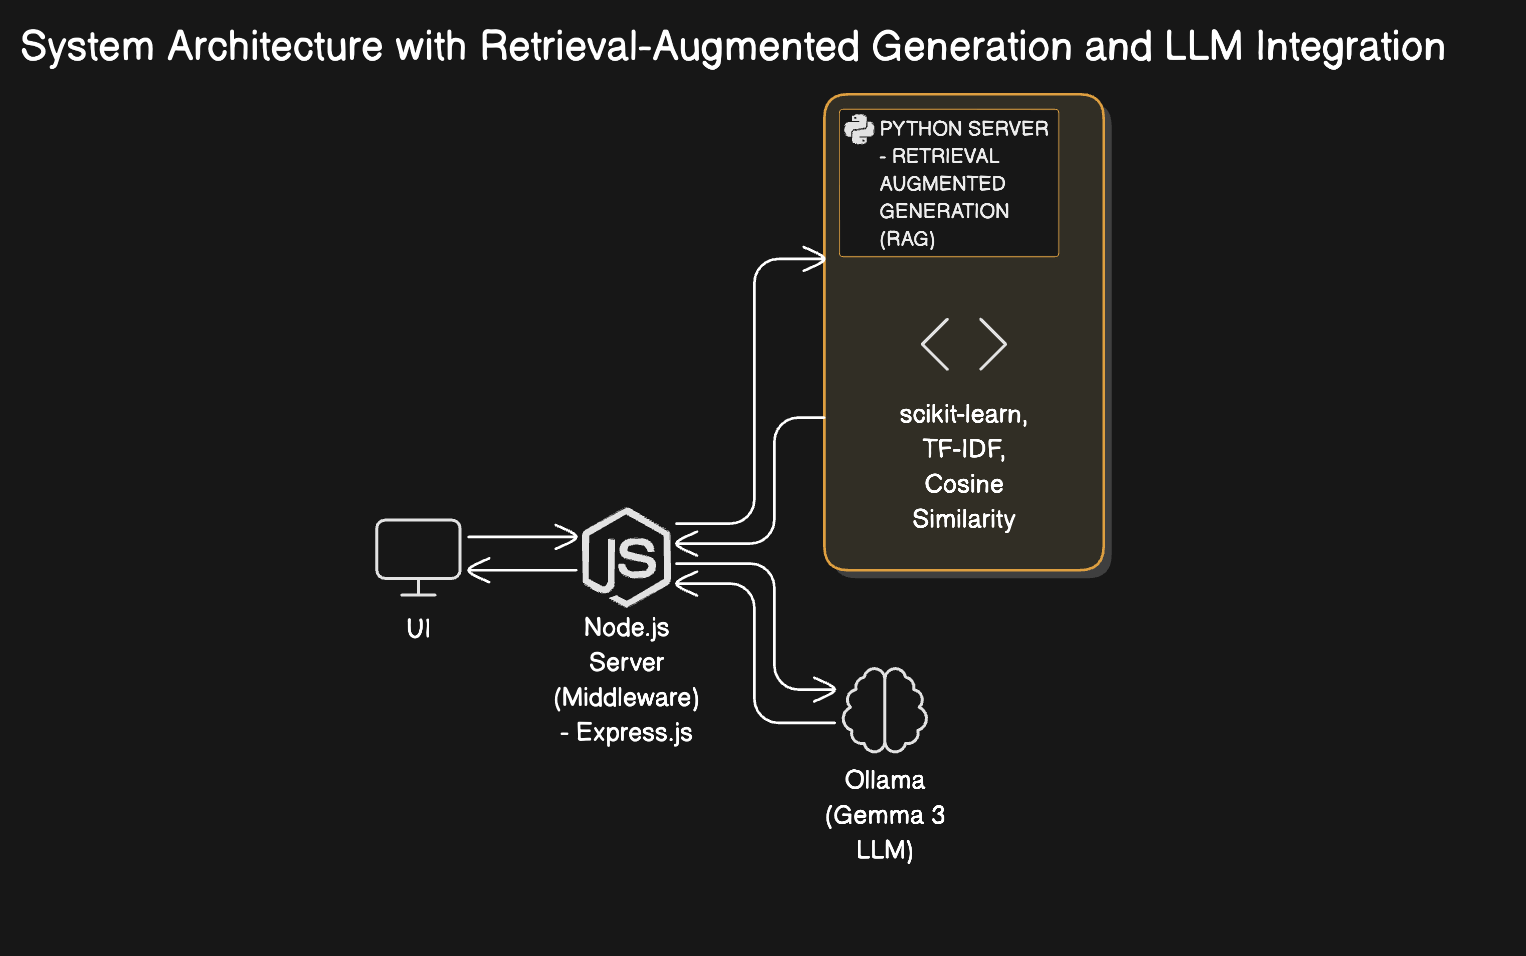 System Architecture with Retrieval-Augmented Generation and LLM Integration
PYTHON SERVER
- RETRIEVAL
AUGMENTED
GENERATION
(RAG)
scikit-learn,
TF-IDF,
Cosine
Similarity
JS
UI
Node.js
Server
(Middleware)
- Express.js
Ollama
(Gemma 3
LLM)